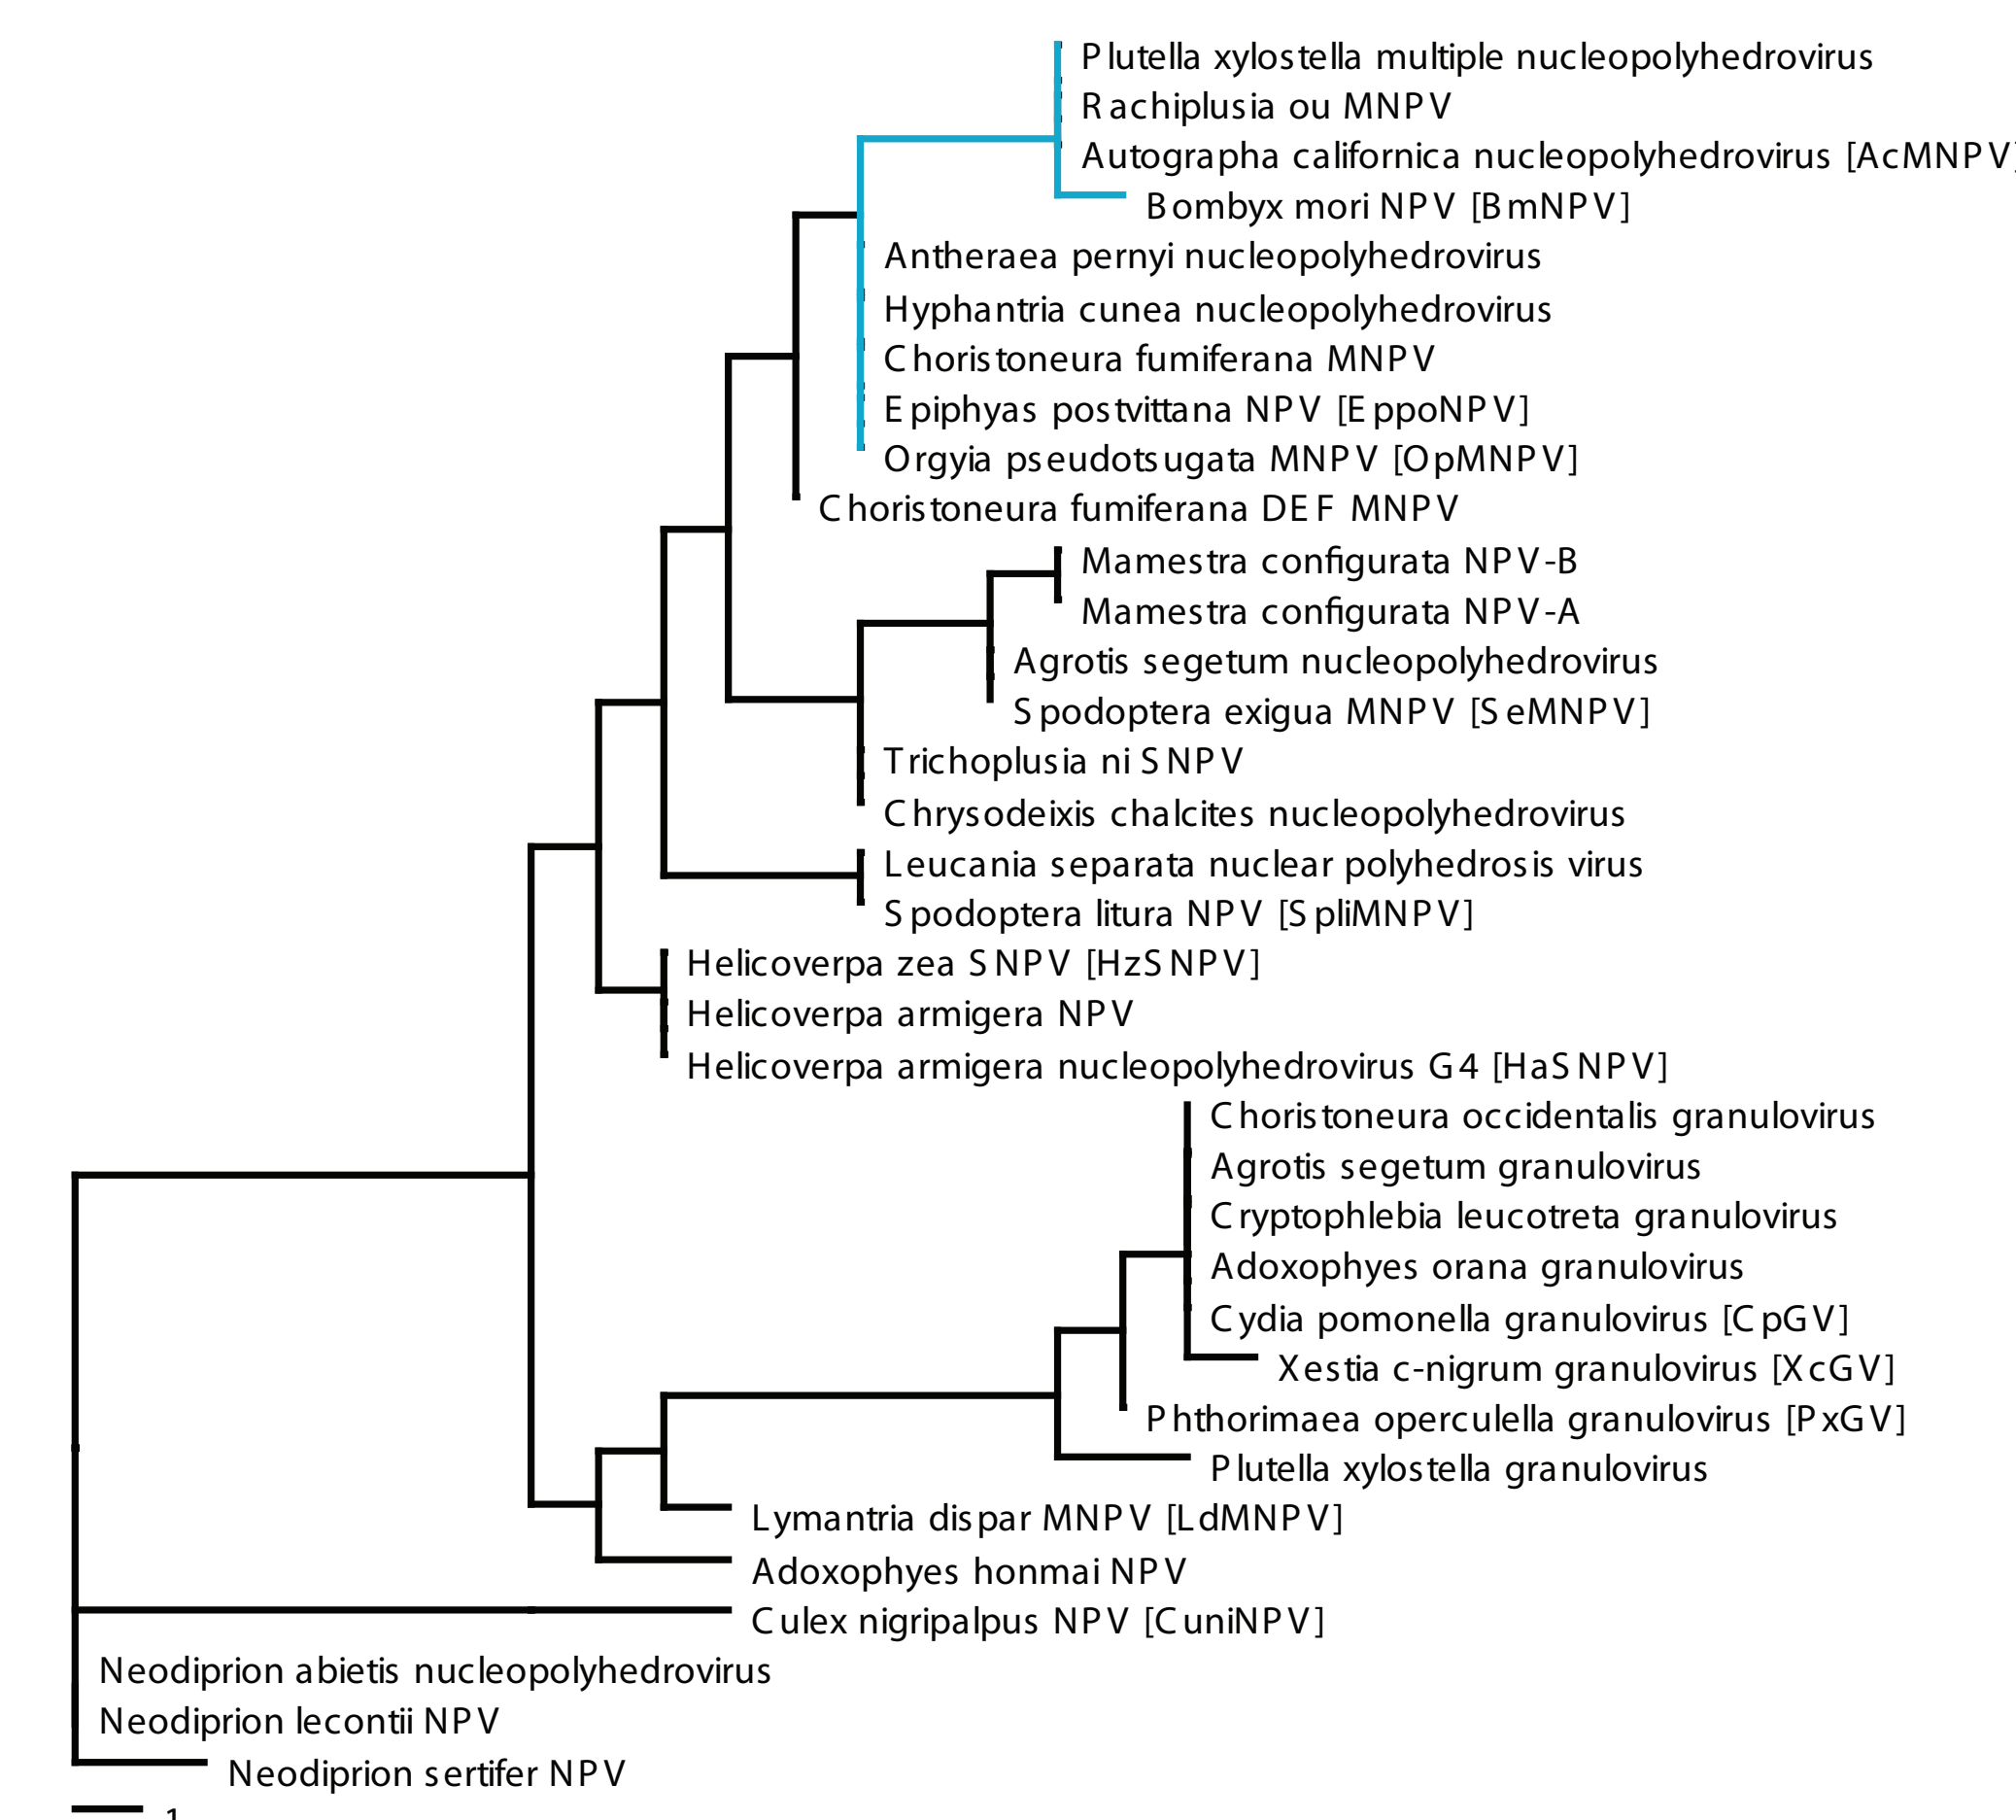 Plutella xylostella multiple nucleopolyhedrovirus
Rachiplusia ou MNPV
Autographa californica nucleopolyhedrovirus [AcMNPV]
Bombyx mori NPV [BmNPV]
Antheraea pernyi nucleopolyhedrovirus
Hyphantria cunea nucleopolyhedrovirus
Choristoneura fumiferana MNPV
Epiphyas postvittana NPV [EppoNPV]
Orgyia pseudotsugata MNPV [OpMNPV]
Choristoneura fumiferana DEF MNPV
Mamestra configurata NPV-B
Mamestra configurata NPV-A
Agrotis segetum nucleopolyhedrovirus
Spodoptera exigua MNPV [SeMNPV]
Trichoplusia ni SNPV
Chrysodeixis chalcites nucleopolyhedrovirus
Leucania separata nuclear polyhedrosis virus
Spodoptera litura NPV [SpliMNPV]
Helicoverpa zea SNPV [HzSNPV]
Helicoverpa armigera NPV
Helicoverpa armigera nucleopolyhedrovirus G4 [HaSNPV]
Choristoneura occidentalis granulovirus
Agrotis segetum granulovirus
Cryptophlebia leucotreta granulovirus
Adoxophyes orana granulovirus
Cydia pomonella granulovirus [CpGV]
Xestia c-nigrum granulovirus [XcGV]
Phthorimaea operculella granulovirus [PxGV]
Plutella xylostella granulovirus
Lymantria dispar MNPV [LdMNPV]
Adoxophyes honmai NPV
Culex nigripalpus NPV [CuniNPV]
Neodiprion abietis nucleopolyhedrovirus
Neodiprion lecontii NPV
Neodiprion sertifer NPV
1